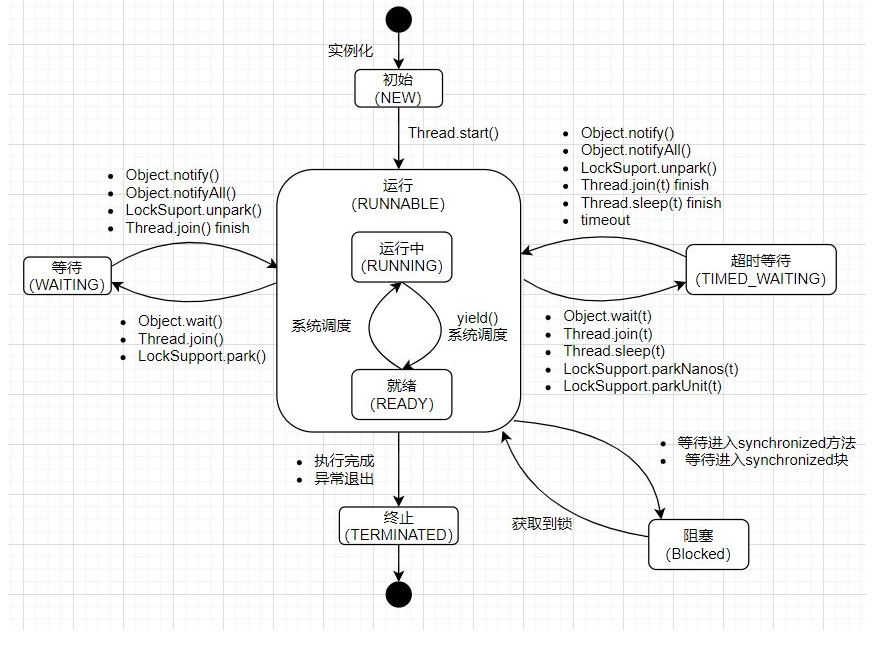 实例化
初始
(NEW)
Thread.start()
• Object.notify()
• Object.notifyAll()
• LockSuport.unpark()
• Thread.join() finish
等待
(WAITING)
• Object.wait()
• Thread.join()
• LockSupport.park()
运行
(RUNNABLE)
运行中
(RUNNING)
系统调度
yield()
系统调度
就绪
(READY)
• Object.notify()
• Object.notifyAll()
• LockSuport.unpark()
• Thread.join(t) finish
• Thread.sleep(t) finish
• timeout
超时等待
(TIMED_WAITING)
• Object.wait(t)
• Thread.join(t)
• Thread.sleep(t)
• LockSupport.parkNanos(t)
• LockSupport.parkUnit(t)
• 等待进入synchronized方法
• 等待进入synchronized块
获取到锁
阻塞
(Blocked)
• 执行完成
• 异常退出
终止
(TERMINATED)